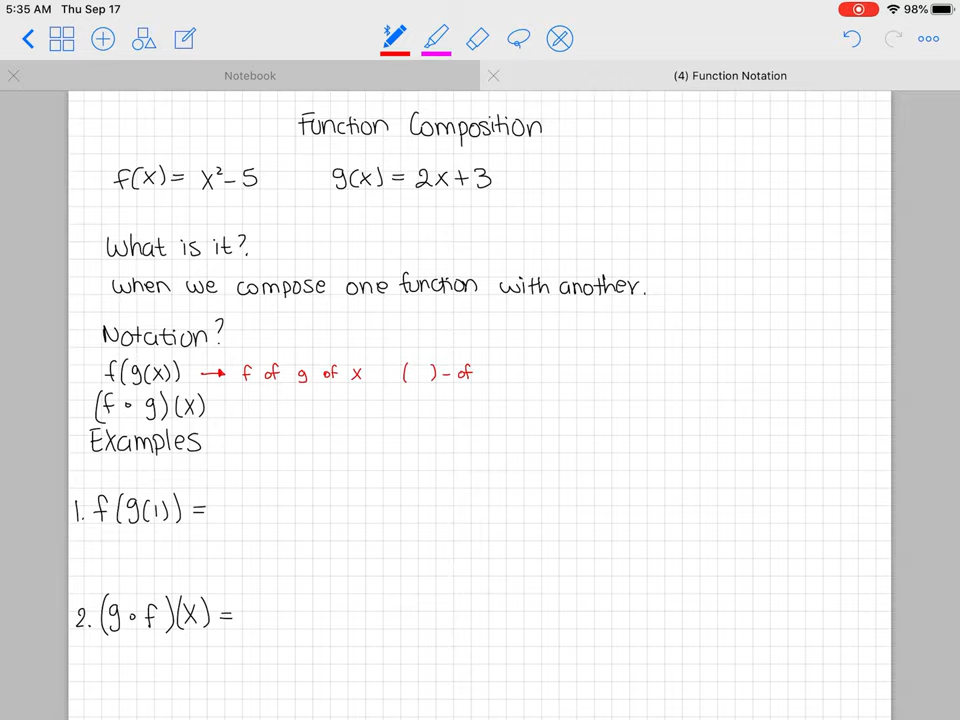 5:35 AM Thu Sep 17 98%
Notebook (4) Function Notation
Function Composition
f(x) = x² - 5 g(x) = 2x + 3
What is it?
when we compose one function with another.
Notation?
f(g(x)) → f of g of x ( ) - of
(f ∘ g)(x)
Examples
1. f(g(1)) =
2. (g ∘ f)(x) =